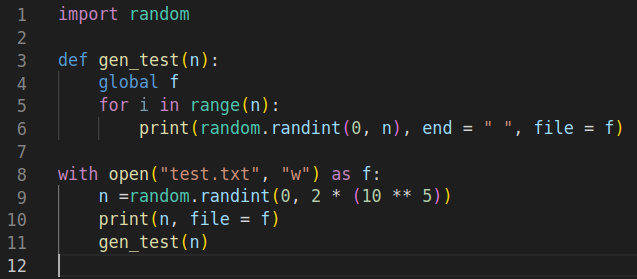 1 import random
2
3 def gen_test(n):
4     global f
5     for i in range(n):
6         print(random.randint(0, n), end = " ", file = f)
7
8 with open("test.txt", "w") as f:
9     n =random.randint(0, 2 * (10 ** 5))
10     print(n, file = f)
11     gen_test(n)
12